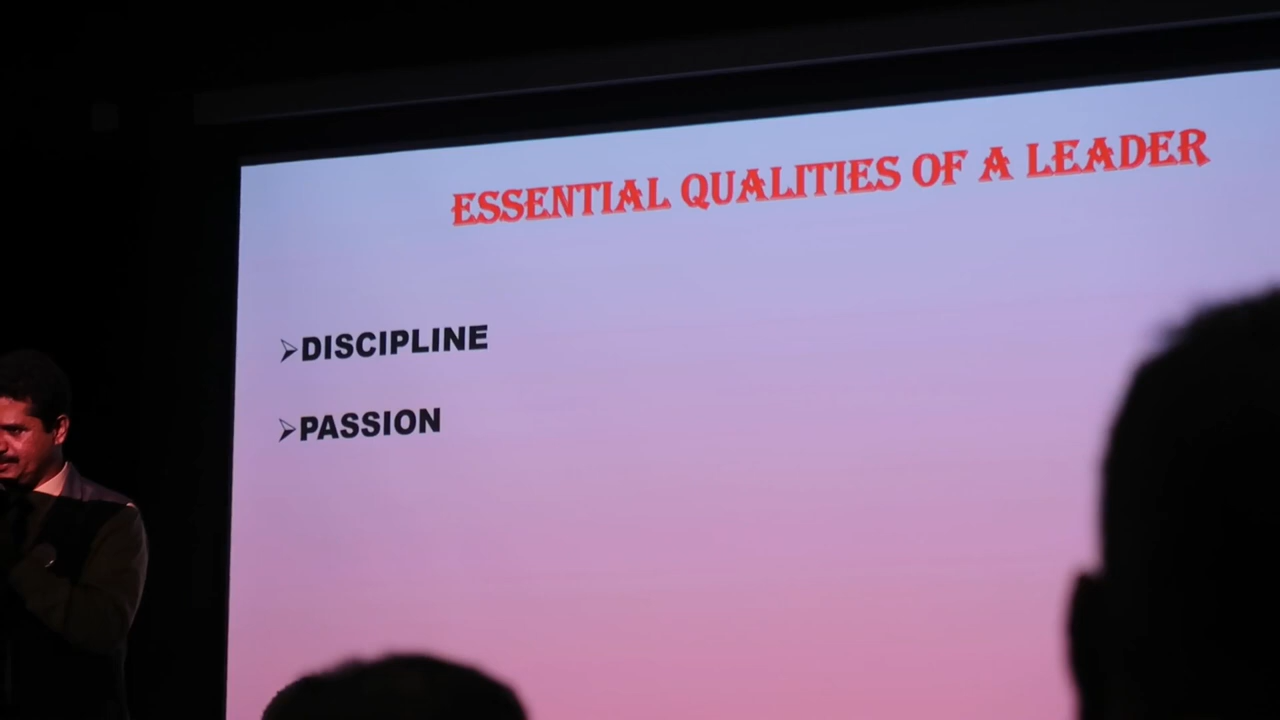 ESSENTIAL QUALITIES OF A LEADER
➢DISCIPLINE
➢PASSION